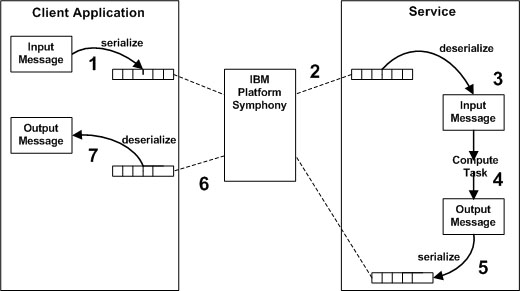 Client Application
Input
Message
serialize
1
Output
Message
deserialize
7
6
IBM
Platform
Symphony
2
Service
deserialize
3
Input
Message
Compute
Task
4
Output
Message
serialize
5